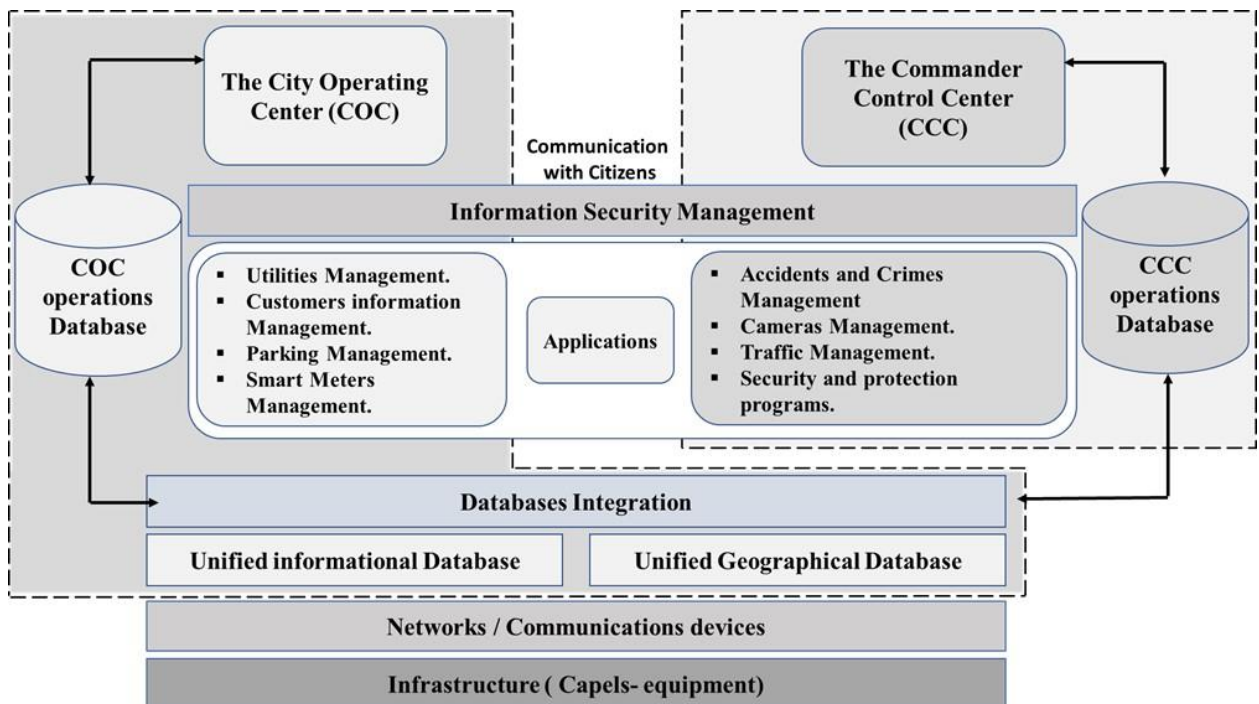 The City Operating
Center (COC)
The Commander
Control Center
(CCC)
Communication
with Citizens
Information Security Management
COC
operations
Database
▪ Utilities Management.
▪ Customers information
Management.
▪ Parking Management.
▪ Smart Meters
Management.
Applications
▪ Accidents and Crimes
Management
▪ Cameras Management.
▪ Traffic Management.
▪ Security and protection
programs.
CCC
operations
Database
Databases Integration
Unified informational Database
Unified Geographical Database
Networks / Communications devices
Infrastructure ( Capels- equipment)